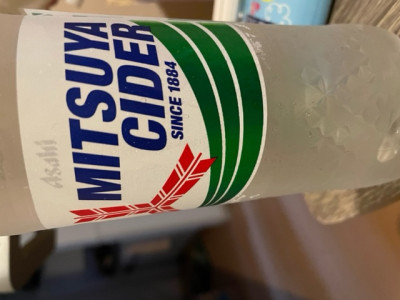 Asahi
MITSUYA
CIDER
SINCE 1884